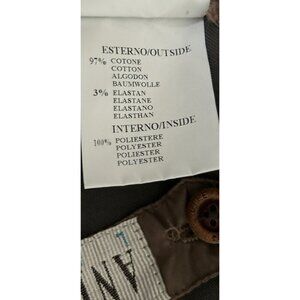 ESTERNO/OUTSIDE
97% COTONE
COTTON
ALGODON
BAUMWOLLE
3% ELASTAN
ELASTANE
ELASTANO
ELASTHAN
INTERNO/INSIDE
100% POLIESTERE
POLYESTER
POLIESTER
POLYESTER